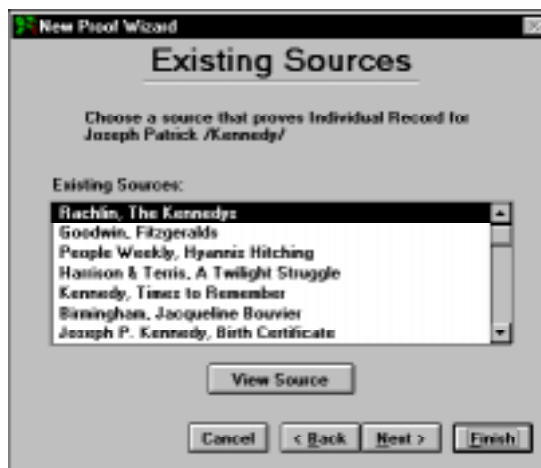 New Proof Wizard
Existing Sources
Choose a source that proves Individual Record for
Joseph Patrick /Kennedy/
Existing Sources:
Rachlin, The Kennedys
Goodwin, Fitzgeralds
People Weekly, Hyannis Hitching
Harrison & Terris, A Twilight Struggle
Kennedy, Times to Remember
Birmingham, Jacqueline Bouvier
Joseph P. Kennedy, Birth Certificate
View Source
Cancel < Back Next > Finish